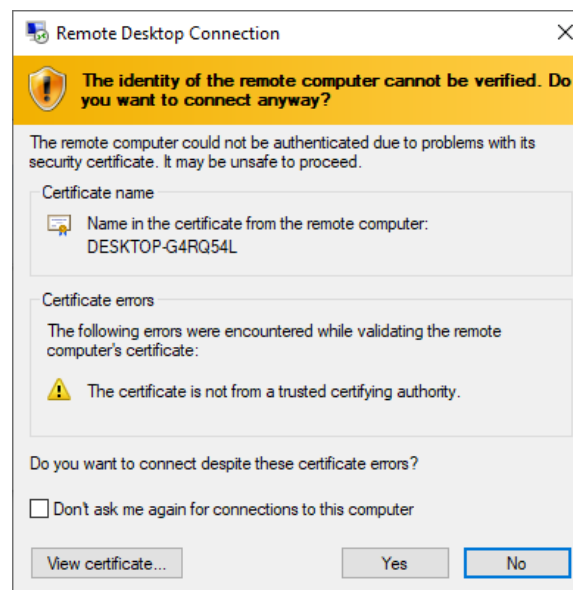 Remote Desktop Connection
The identity of the remote computer cannot be verified. Do
you want to connect anyway?
The remote computer could not be authenticated due to problems with its
security certificate. It may be unsafe to proceed.
Certificate name
Name in the certificate from the remote computer:
DESKTOP-G4RQ54L
Certificate errors
The following errors were encountered while validating the remote
computer's certificate:
The certificate is not from a trusted certifying authority.
Do you want to connect despite these certificate errors?
Don't ask me again for connections to this computer
View certificate... Yes No